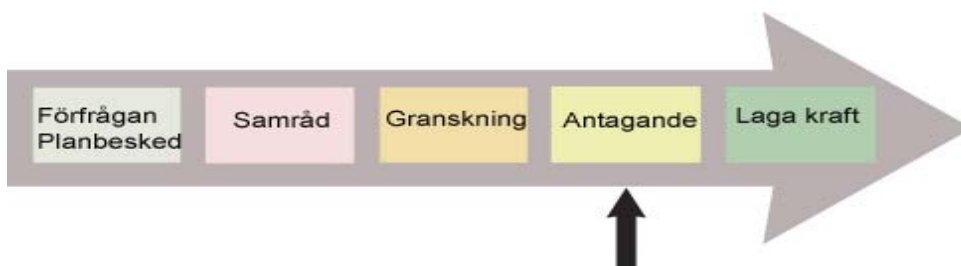 Förfrågan
Planbesked
Samråd
Granskning
Antagande
Laga kraft